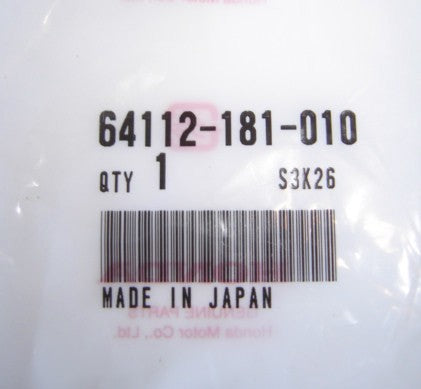 64112-181-010
QTY 1 S3K26
MADE IN JAPAN
GENUINE PARTS
Honda Motor Co., Ltd.